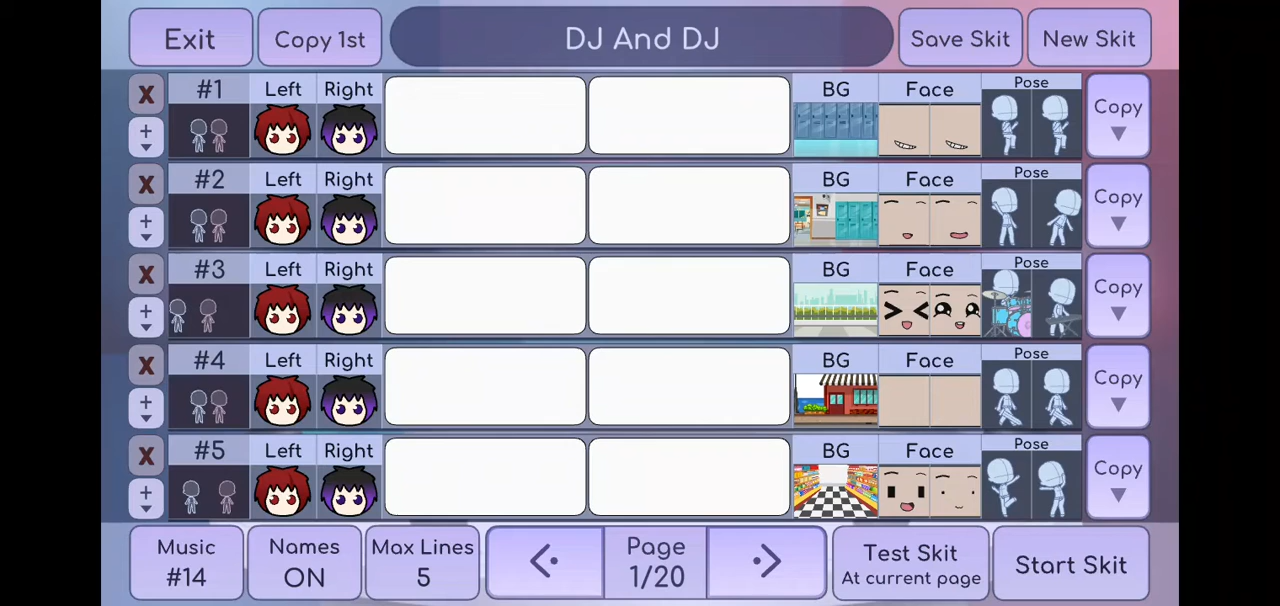 Exit
Copy 1st
DJ And DJ
Save Skit
New Skit
X
#1
Left
Right
BG
Face
Pose
Copy
+
X
#2
Left
Right
BG
Face
Pose
Copy
+
X
#3
Left
Right
BG
Face
Pose
Copy
+
X
#4
Left
Right
BG
Face
Pose
Copy
+
X
#5
Left
Right
BG
Face
Pose
Copy
+
Music
#14
Names
ON
Max Lines
5
Page
1/20
Test Skit
At current page
Start Skit